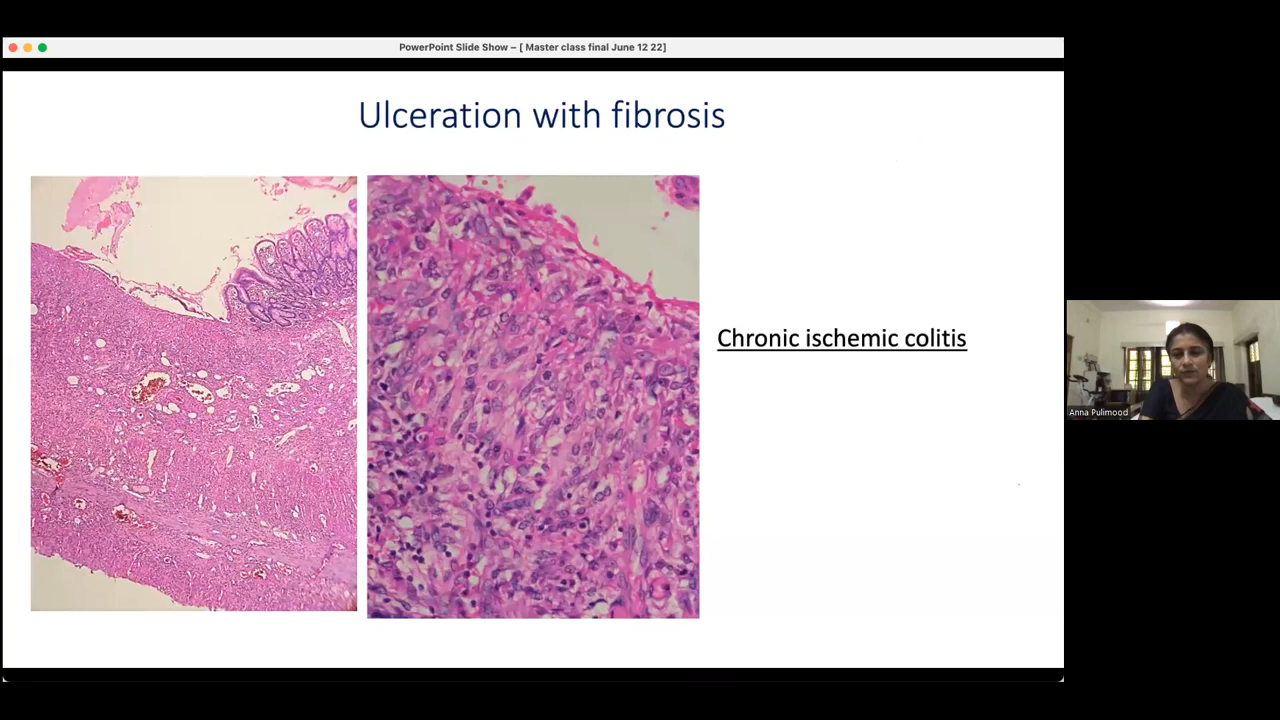 PowerPoint Slide Show – [ Master class final June 12 22]
Ulceration with fibrosis
Chronic ischemic colitis
Anna Pulimood